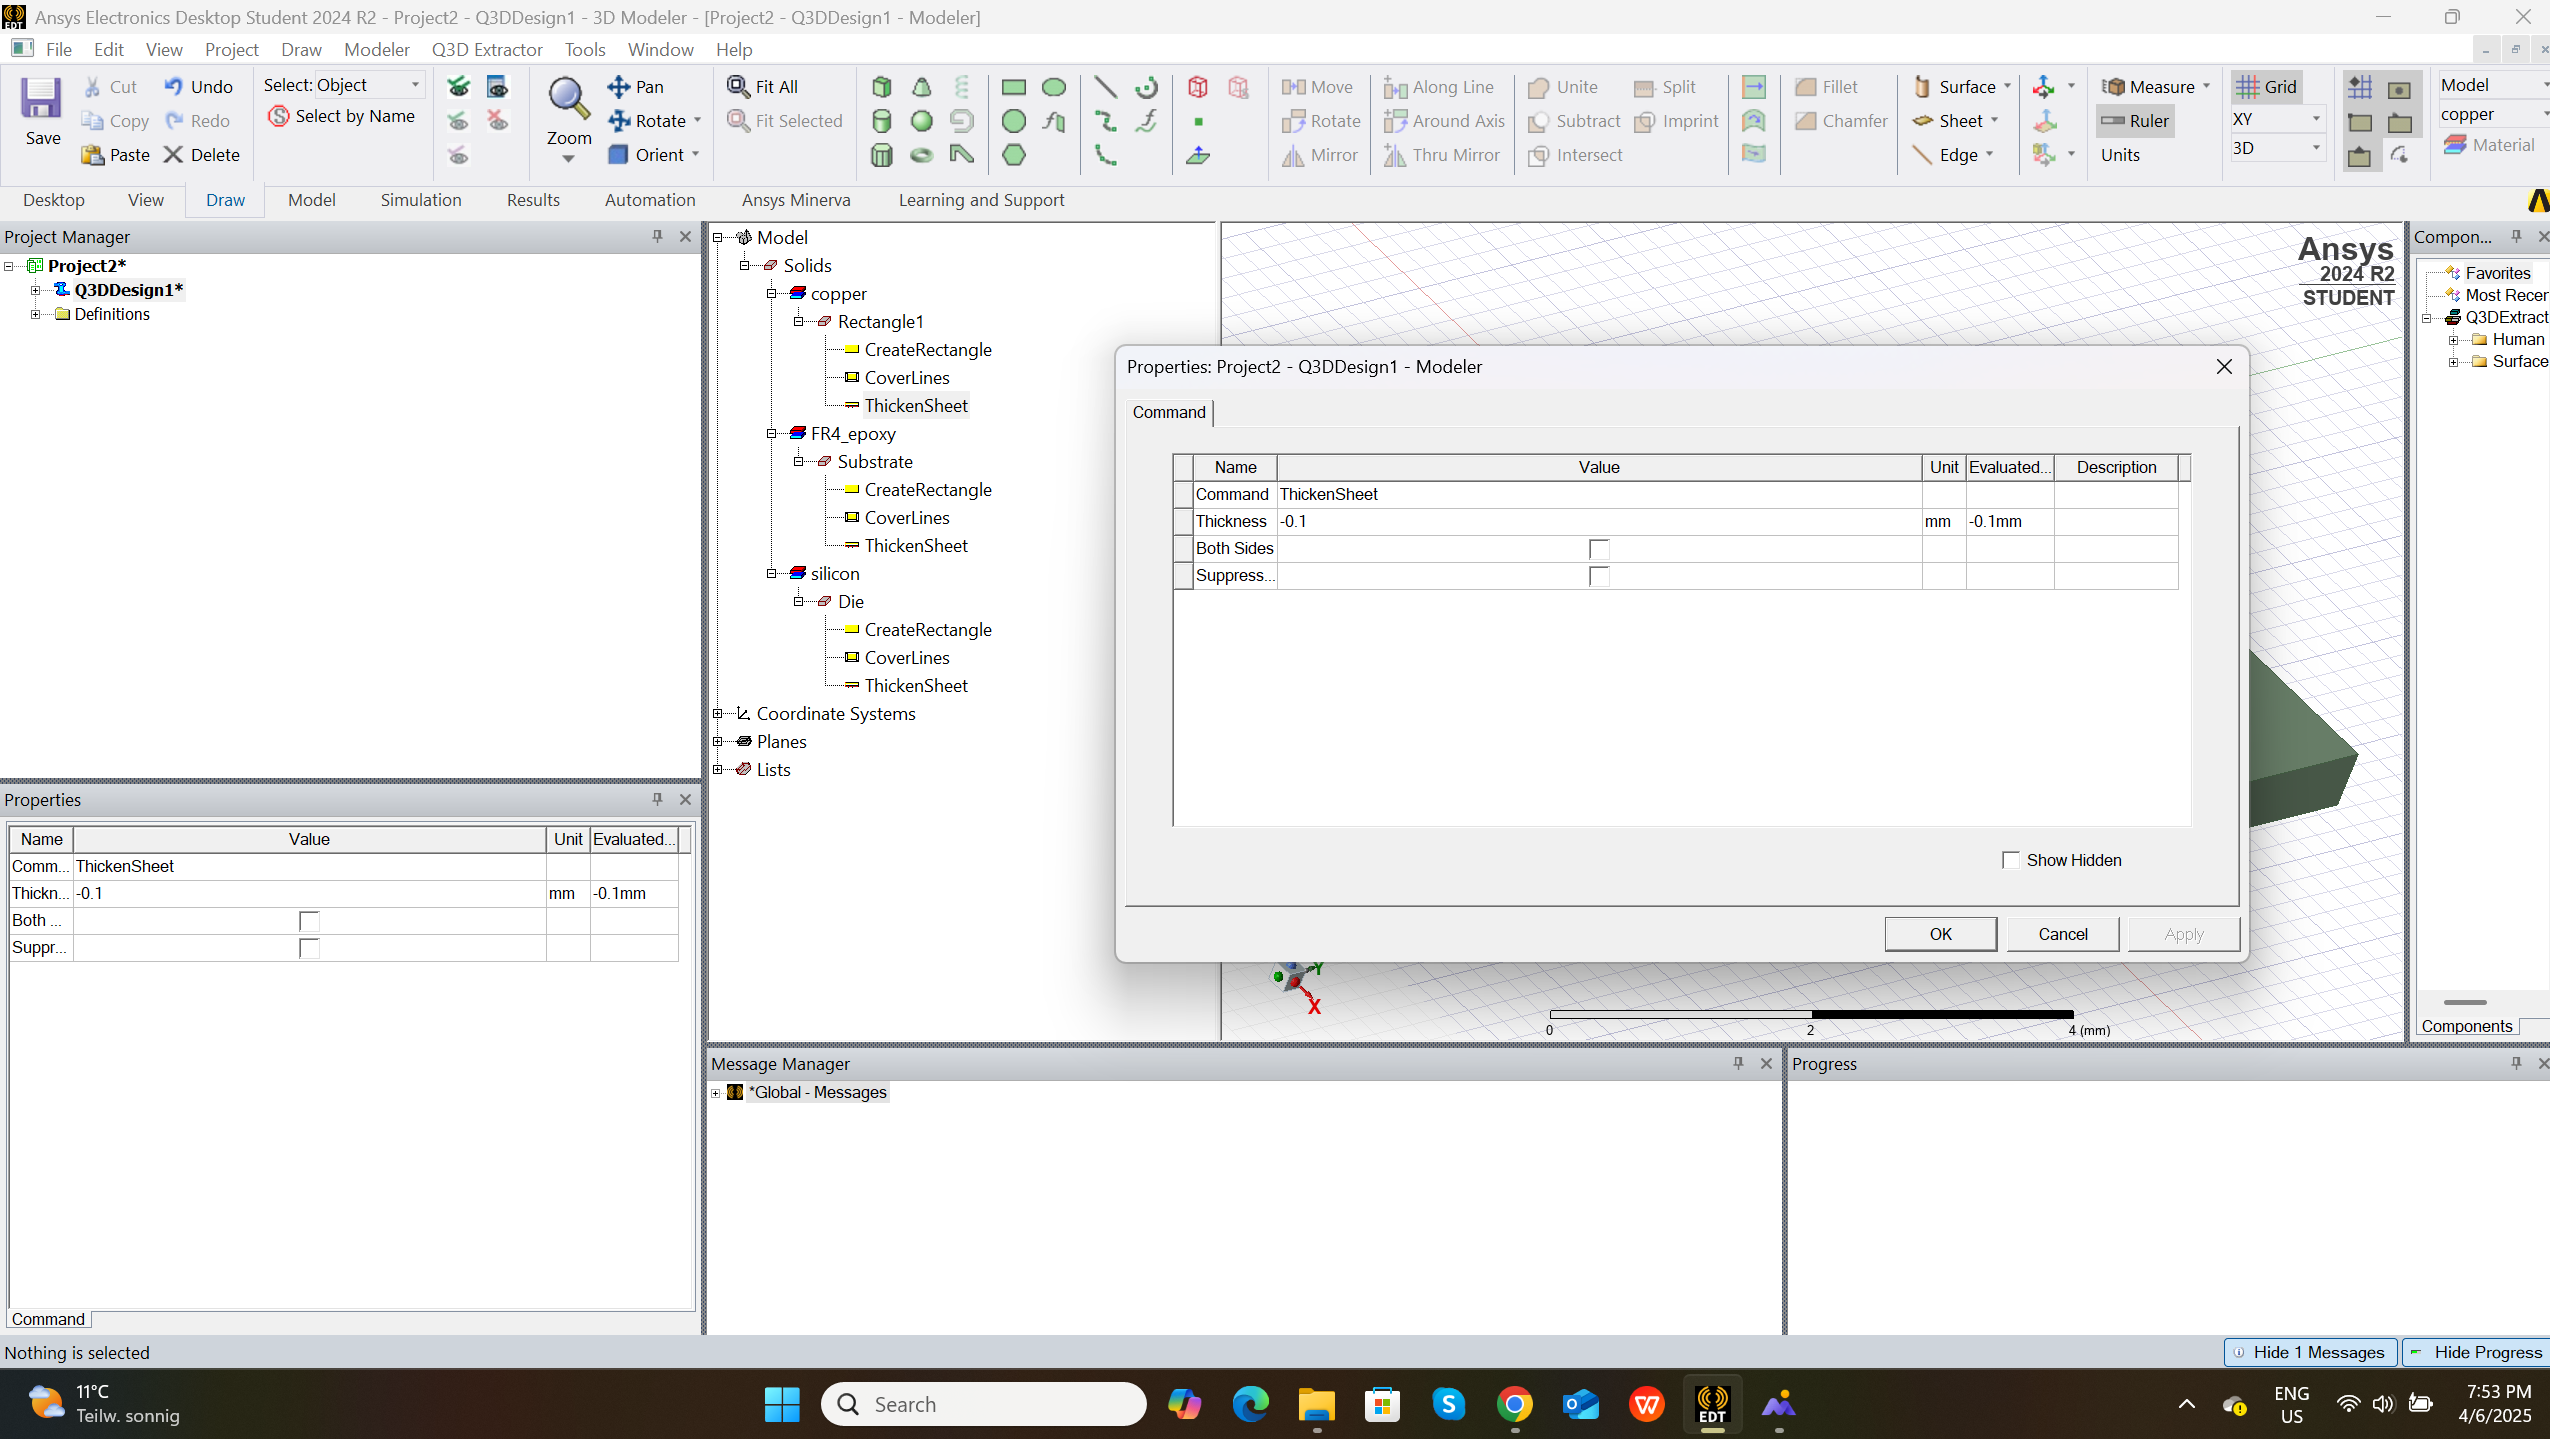 Ansys Electronics Desktop Student 2024 R2 - Project2 - Q3DDesign1 - 3D Modeler - [Project2 - Q3DDesign1 - Modeler]
File Edit View Project Draw Modeler Q3D Extractor Tools Window Help
Save
Cut
Copy
Paste
Undo
Redo
Delete
Select: Object
Select by Name
Zoom
Pan
Rotate
Orient
Fit All
Fit Selected
Move
Rotate
Mirror
Along Line
Around Axis
Thru Mirror
Unite
Subtract
Intersect
Split
Imprint
Fillet
Chamfer
Surface
Sheet
Edge
Measure
Ruler
Units
Grid
XY
3D
Model
copper
Material
Desktop View Draw Model Simulation Results Automation Ansys Minerva Learning and Support
Project Manager
Project2*
Q3DDesign1*
Definitions
Model
Solids
copper
Rectangle1
CreateRectangle
CoverLines
ThickenSheet
FR4_epoxy
Substrate
CreateRectangle
CoverLines
ThickenSheet
silicon
Die
CreateRectangle
CoverLines
ThickenSheet
Coordinate Systems
Planes
Lists
Ansys
2024 R2
STUDENT
Properties: Project2 - Q3DDesign1 - Modeler
Command
Name Value Unit Evaluated... Description
Command ThickenSheet
Thickness -0.1 mm -0.1mm
Both Sides
Suppress...
Show Hidden
OK Cancel Apply
Y
X
0 2 4 (mm)
Compon...
Favorites
Most Recer
Q3DExtract
Human
Surface
Components
Properties
Name Value Unit Evaluated...
Comm... ThickenSheet
Thickn... -0.1 mm -0.1mm
Both ...
Suppr...
Command
Message Manager
*Global - Messages
Progress
Nothing is selected
Hide 1 Messages
Hide Progress
11°C
Teilw. sonnig
Search
EDT
ENG
US
7:53 PM
4/6/2025